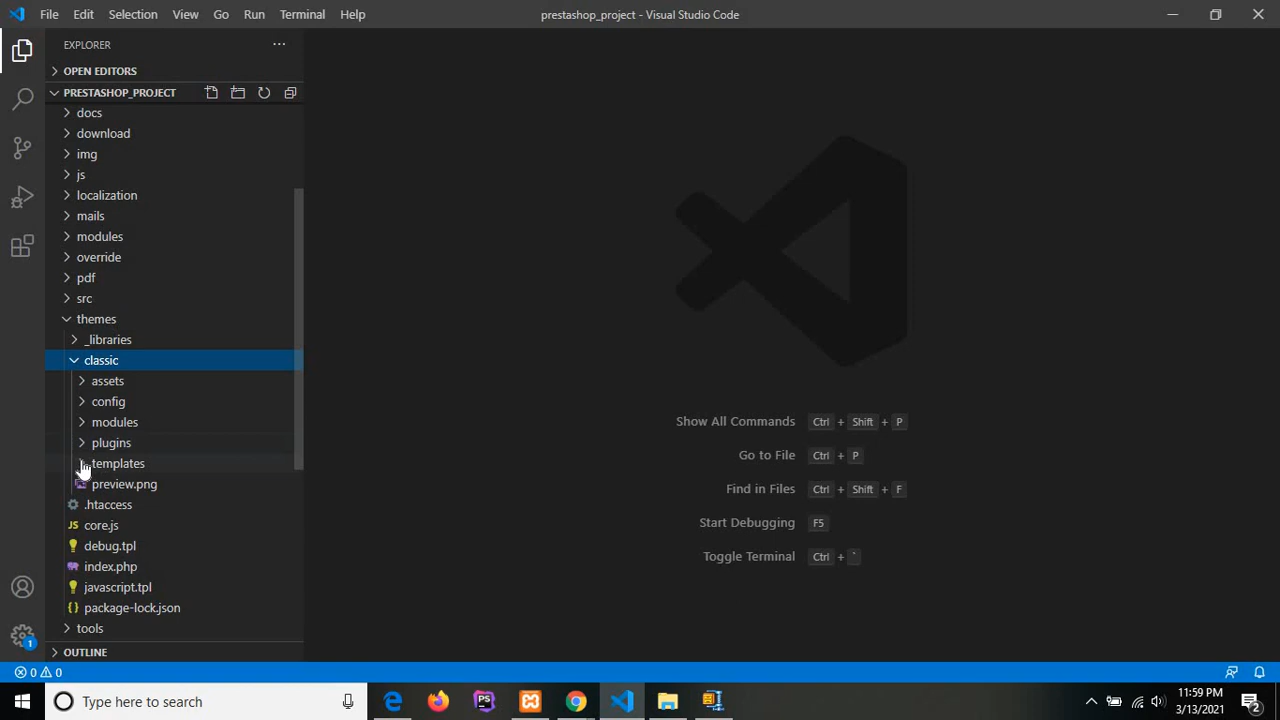 File Edit Selection View Go Run Terminal Help
prestashop_project - Visual Studio Code
EXPLORER
OPEN EDITORS
PRESTASHOP_PROJECT
docs
download
img
js
localization
mails
modules
override
pdf
src
themes
_libraries
classic
assets
config
modules
plugins
templates
preview.png
.htaccess
JS core.js
debug.tpl
index.php
javascript.tpl
{} package-lock.json
tools
OUTLINE
Show All Commands Ctrl + Shift + P
Go to File Ctrl + P
Find in Files Ctrl + Shift + F
Start Debugging F5
Toggle Terminal Ctrl + `
1
0 0
Type here to search
PS
11:59 PM
3/13/2021
2